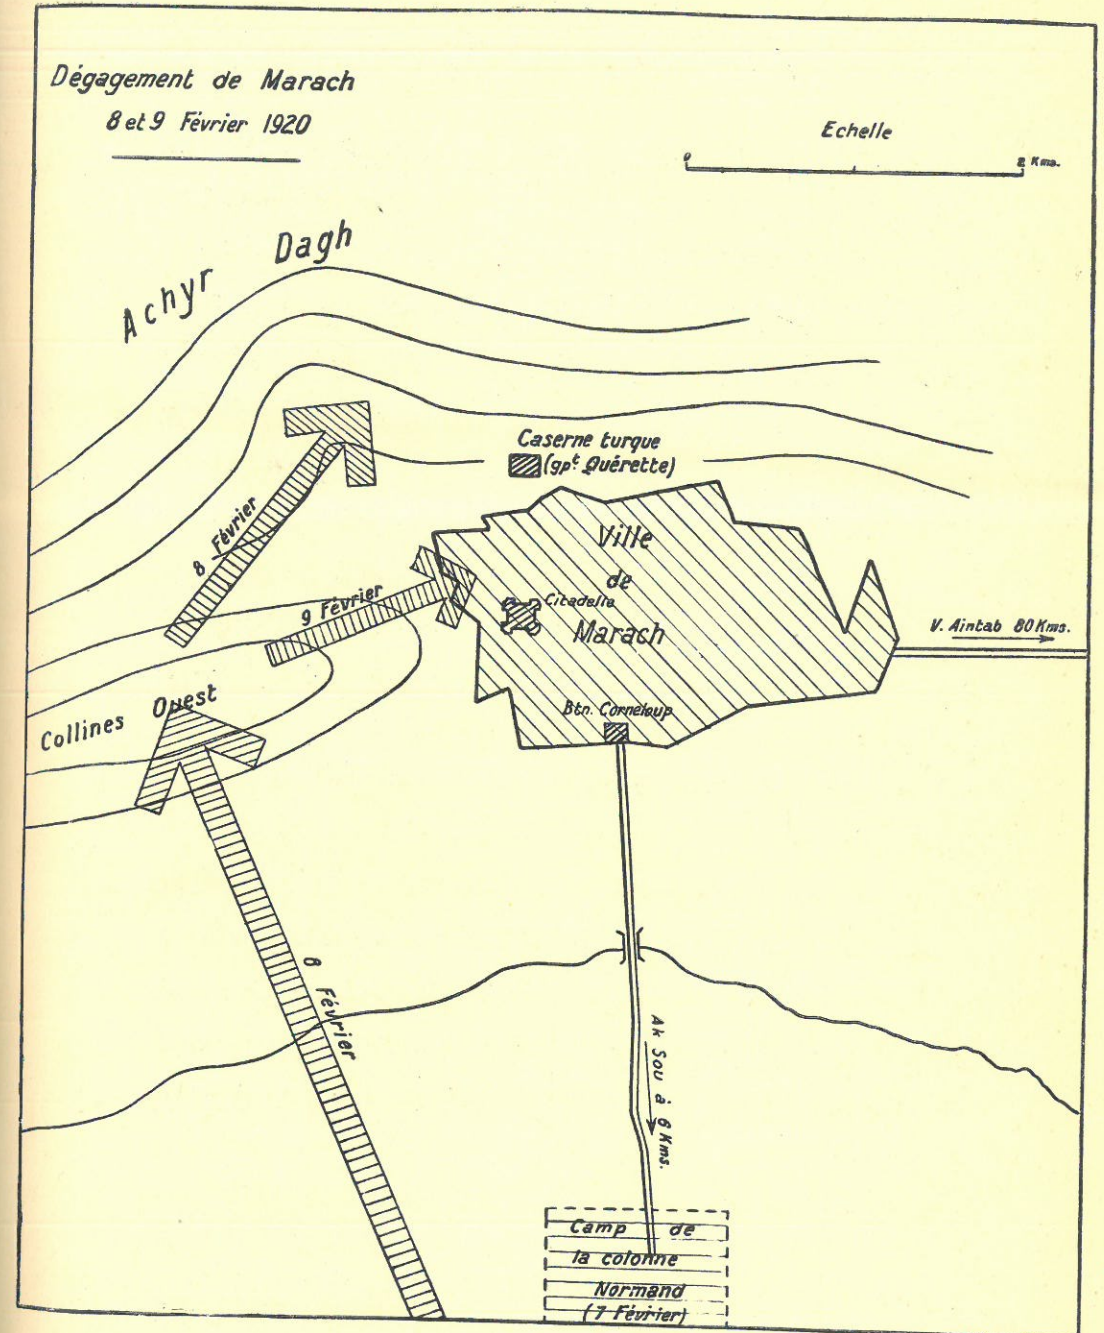 Dégagement de Marach
8 et 9 Février 1920
Echelle
0 2 Kms.
Achyr Dagh
Caserne turque
(gpt Quérette)
8 Février
Ville
de
Marach
Citadelle
9 Février
V. Aintab 80 Kms.
Collines Ouest
Btn. Corneloup
8 Février
Ak Sou à 6 Kms.
Camp de
la colonne
Normand
(7 Février)